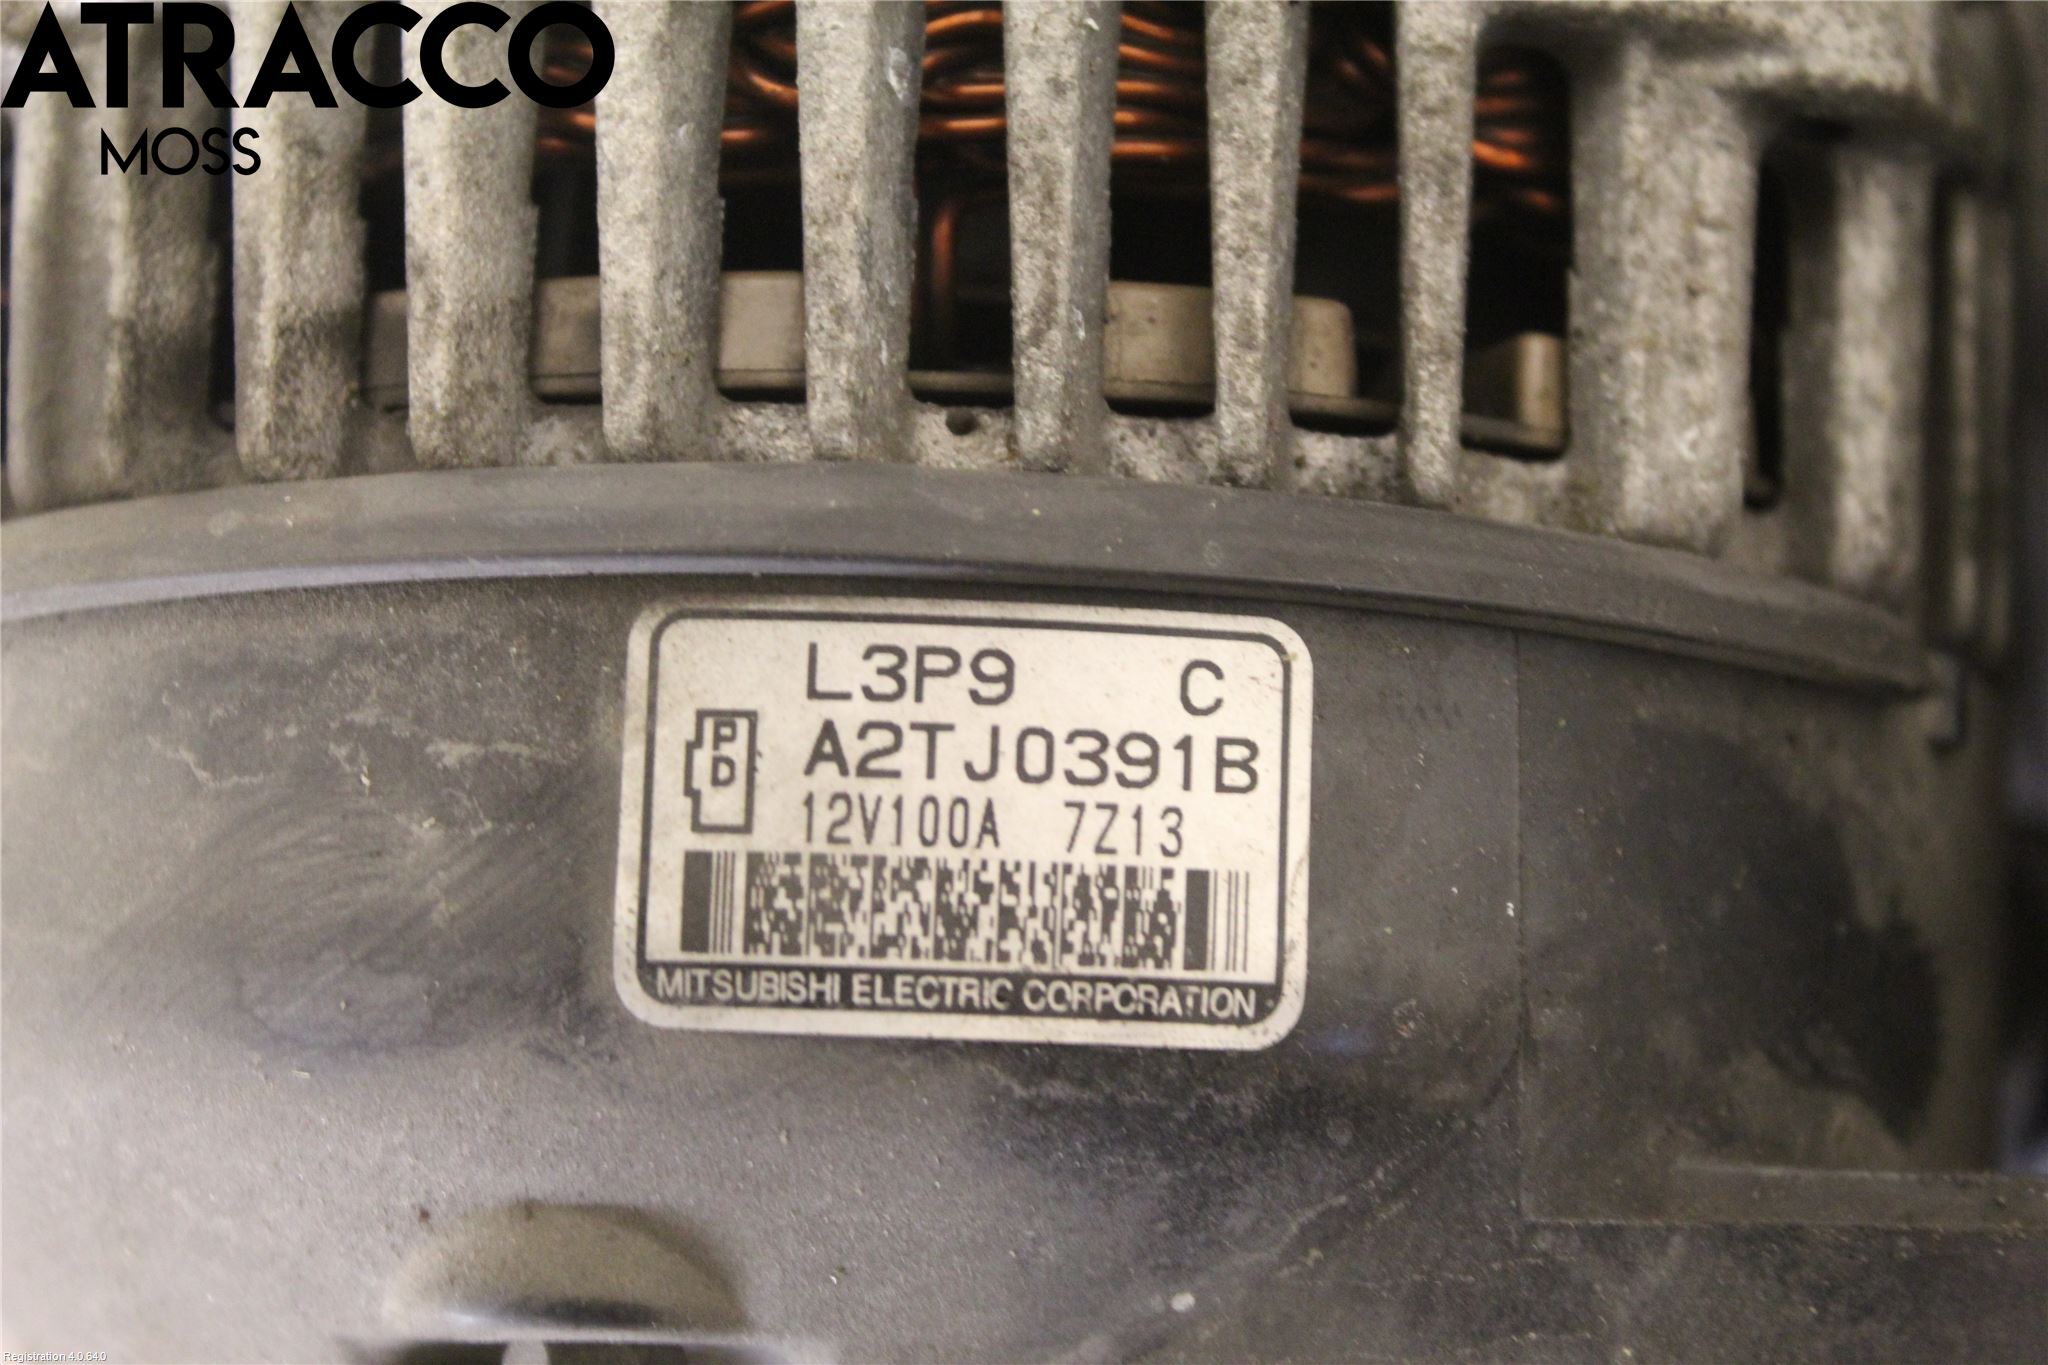 ATRACCO
MOSS
L3P9 C
PD
A2TJ0391B
12V100A 7Z13
MITSUBISHI ELECTRIC CORPORATION
Registration 4.0.64.0